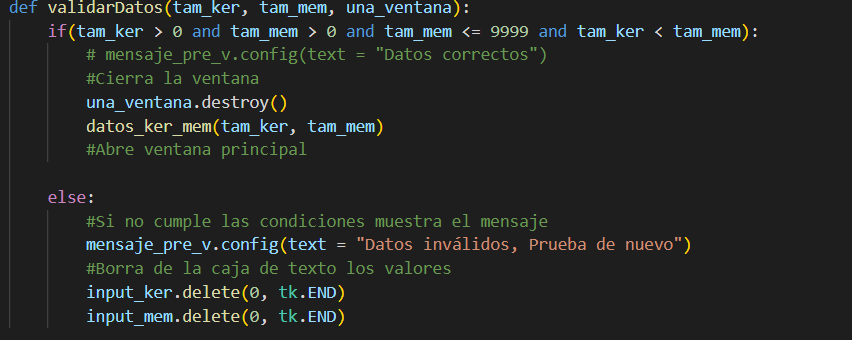 def validarDatos(tam_ker, tam_mem, una_ventana):
    if(tam_ker > 0 and tam_mem > 0 and tam_mem <= 9999 and tam_ker < tam_mem):
        # mensaje_pre_v.config(text = "Datos correctos")
        #Cierra la ventana
        una_ventana.destroy()
        datos_ker_mem(tam_ker, tam_mem)
        #Abre ventana principal

    else:
        #Si no cumple las condiciones muestra el mensaje
        mensaje_pre_v.config(text = "Datos inválidos, Prueba de nuevo")
        #Borra de la caja de texto los valores
        input_ker.delete(0, tk.END)
        input_mem.delete(0, tk.END)